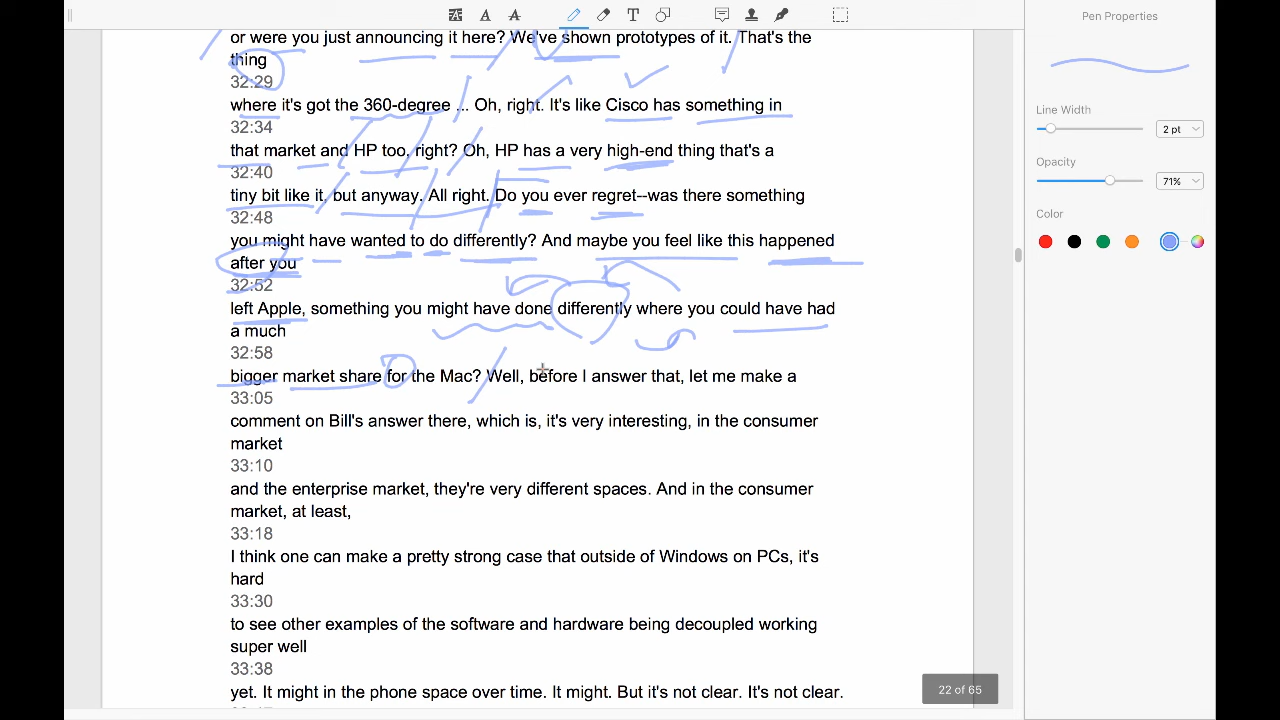 Pen Properties
or were you just announcing it here? We've shown prototypes of it. That's the
thing
32:29
where it's got the 360-degree ... Oh, right. It's like Cisco has something in
32:34
that market and HP too, right? Oh, HP has a very high-end thing that's a
32:40
tiny bit like it, but anyway. All right. Do you ever regret--was there something
32:48
you might have wanted to do differently? And maybe you feel like this happened
after you
32:52
left Apple, something you might have done differently where you could have had
a much
32:58
bigger market share for the Mac? Well, before I answer that, let me make a
33:05
comment on Bill's answer there, which is, it's very interesting, in the consumer
market
33:10
and the enterprise market, they're very different spaces. And in the consumer
market, at least,
33:18
I think one can make a pretty strong case that outside of Windows on PCs, it's
hard
33:30
to see other examples of the software and hardware being decoupled working
super well
33:38
yet. It might in the phone space over time. It might. But it's not clear. It's not clear.
22 of 65
Line Width
2 pt
Opacity
71%
Color